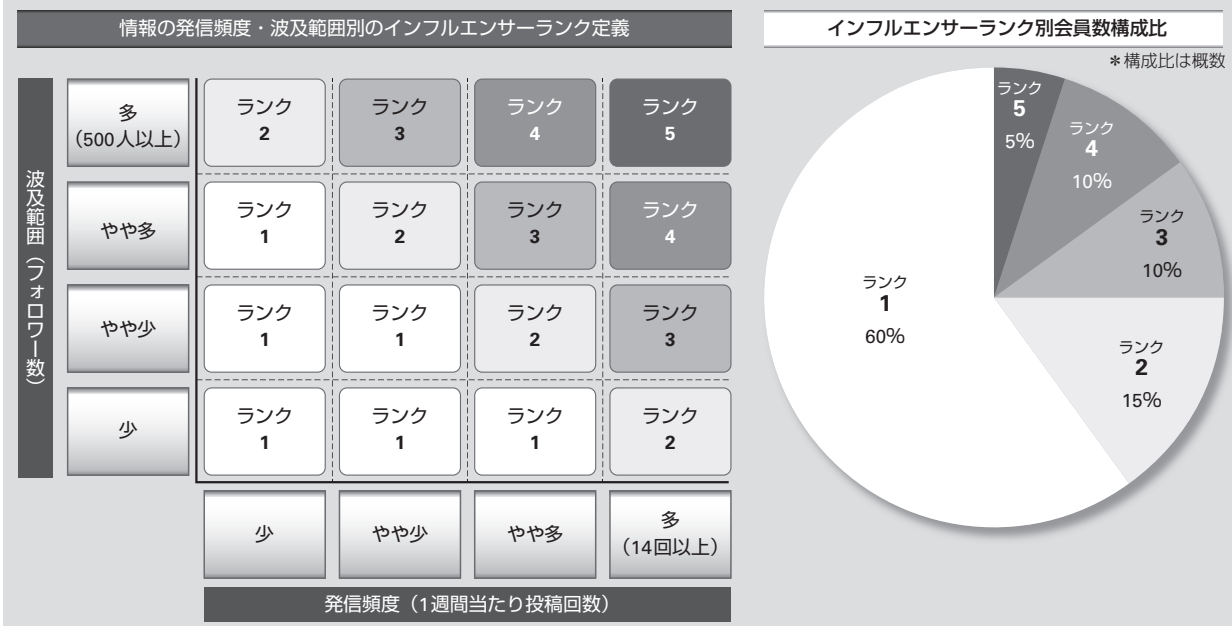 情報の発信頻度・波及範囲別のインフルエンサーランク定義
波及範囲（フォロワー数）
多
（500人以上）
ランク
2
ランク
3
ランク
4
ランク
5
やや多
ランク
1
ランク
2
ランク
3
ランク
4
やや少
ランク
1
ランク
1
ランク
2
ランク
3
少
ランク
1
ランク
1
ランク
1
ランク
2
少
やや少
やや多
多
（14回以上）
発信頻度（1週間当たり投稿回数）
インフルエンサーランク別会員数構成比
＊構成比は概数
ランク
5
5%
ランク
4
10%
ランク
3
10%
ランク
2
15%
ランク
1
60%